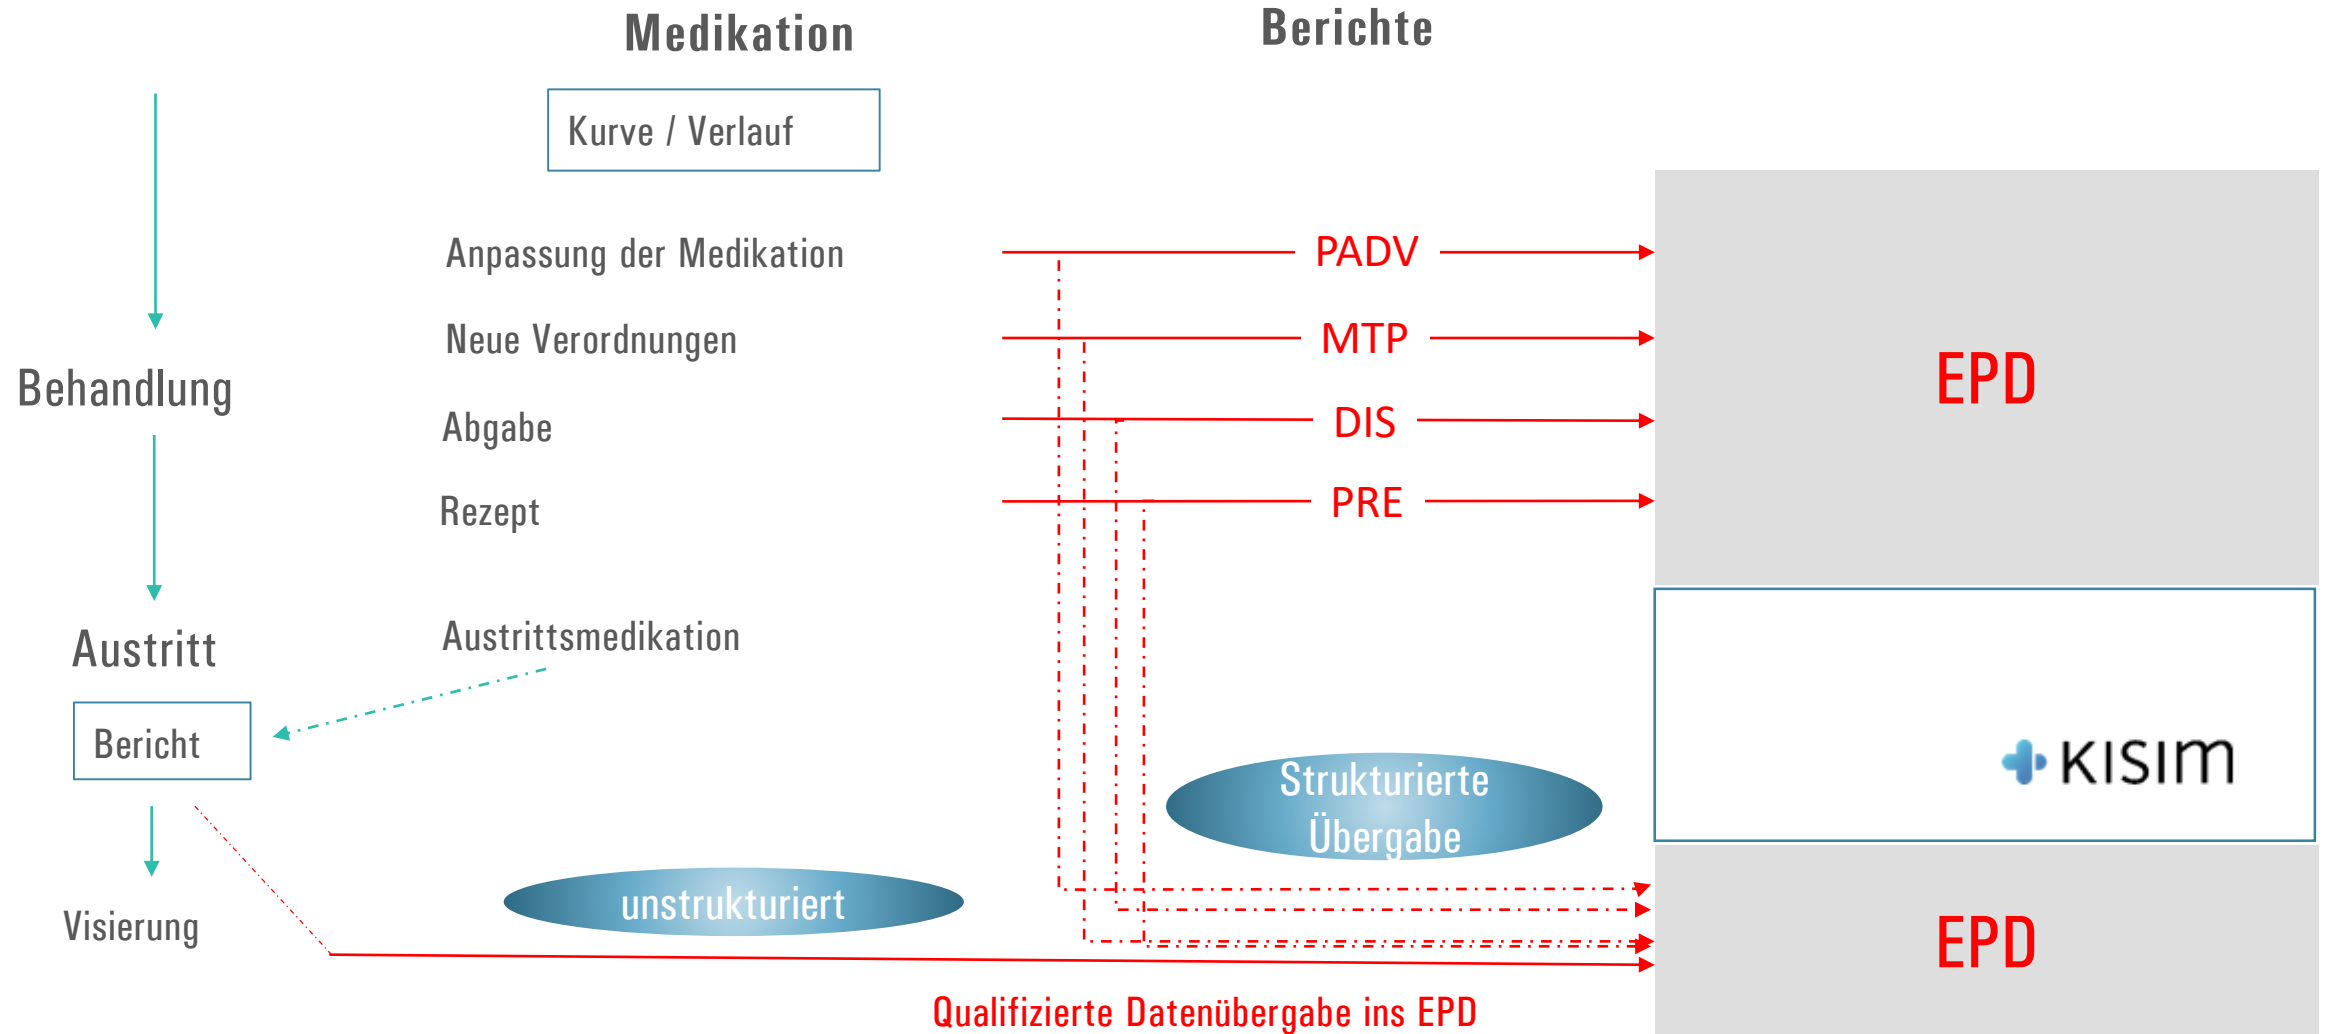 Medikation
Berichte
Kurve / Verlauf
Anpassung der Medikation
PADV
Neue Verordnungen
MTP
EPD
Behandlung
Abgabe
DIS
Rezept
PRE
Austritt
Austrittsmedikation
Bericht
KISIM
Strukturierte
Übergabe
unstrukturiert
Visierung
EPD
Qualifizierte Datenübergabe ins EPD